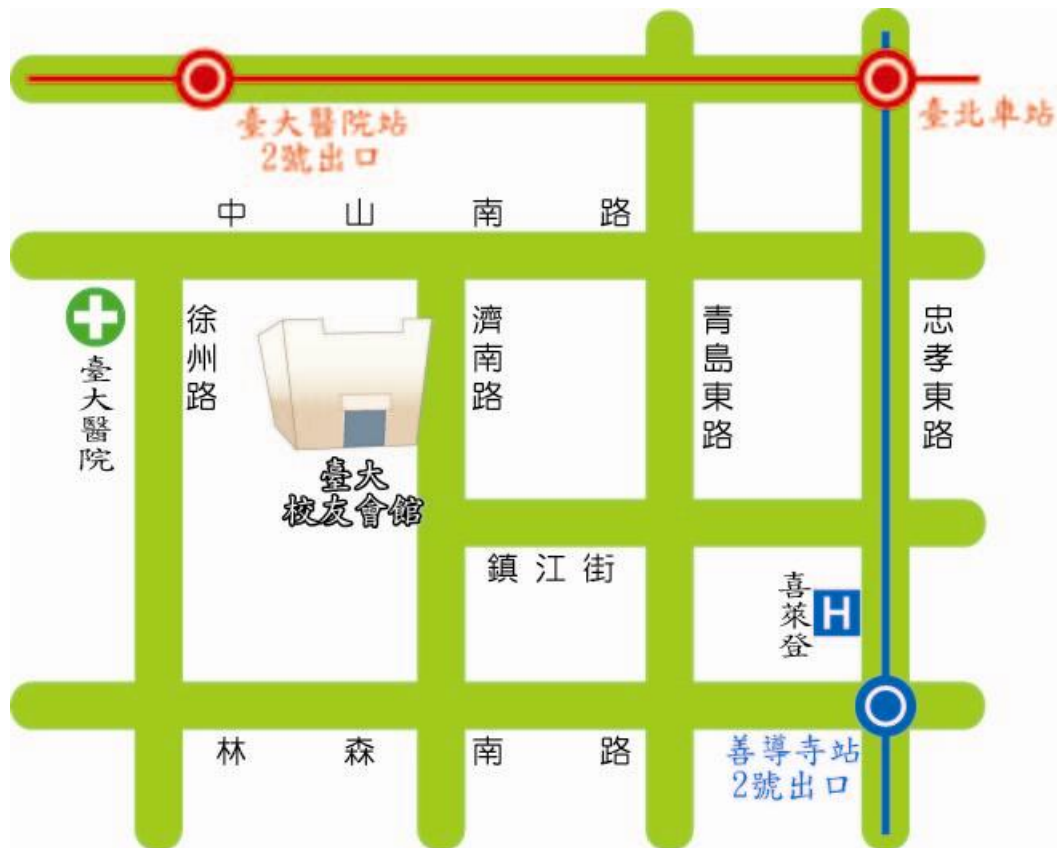 臺大醫院站
2號出口
臺北車站
中山南路
徐州路
濟南路
青島東路
忠孝東路
臺大醫院
臺大
校友會館
鎮江街
喜萊登
H
林森南路
善導寺站
2號出口